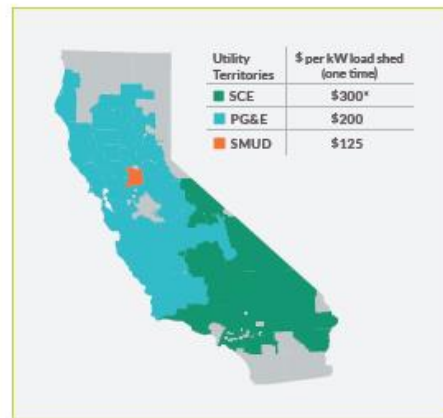 Utility Territories $ per kW load shed (one time)
SCE $300*
PG&E $200
SMUD $125